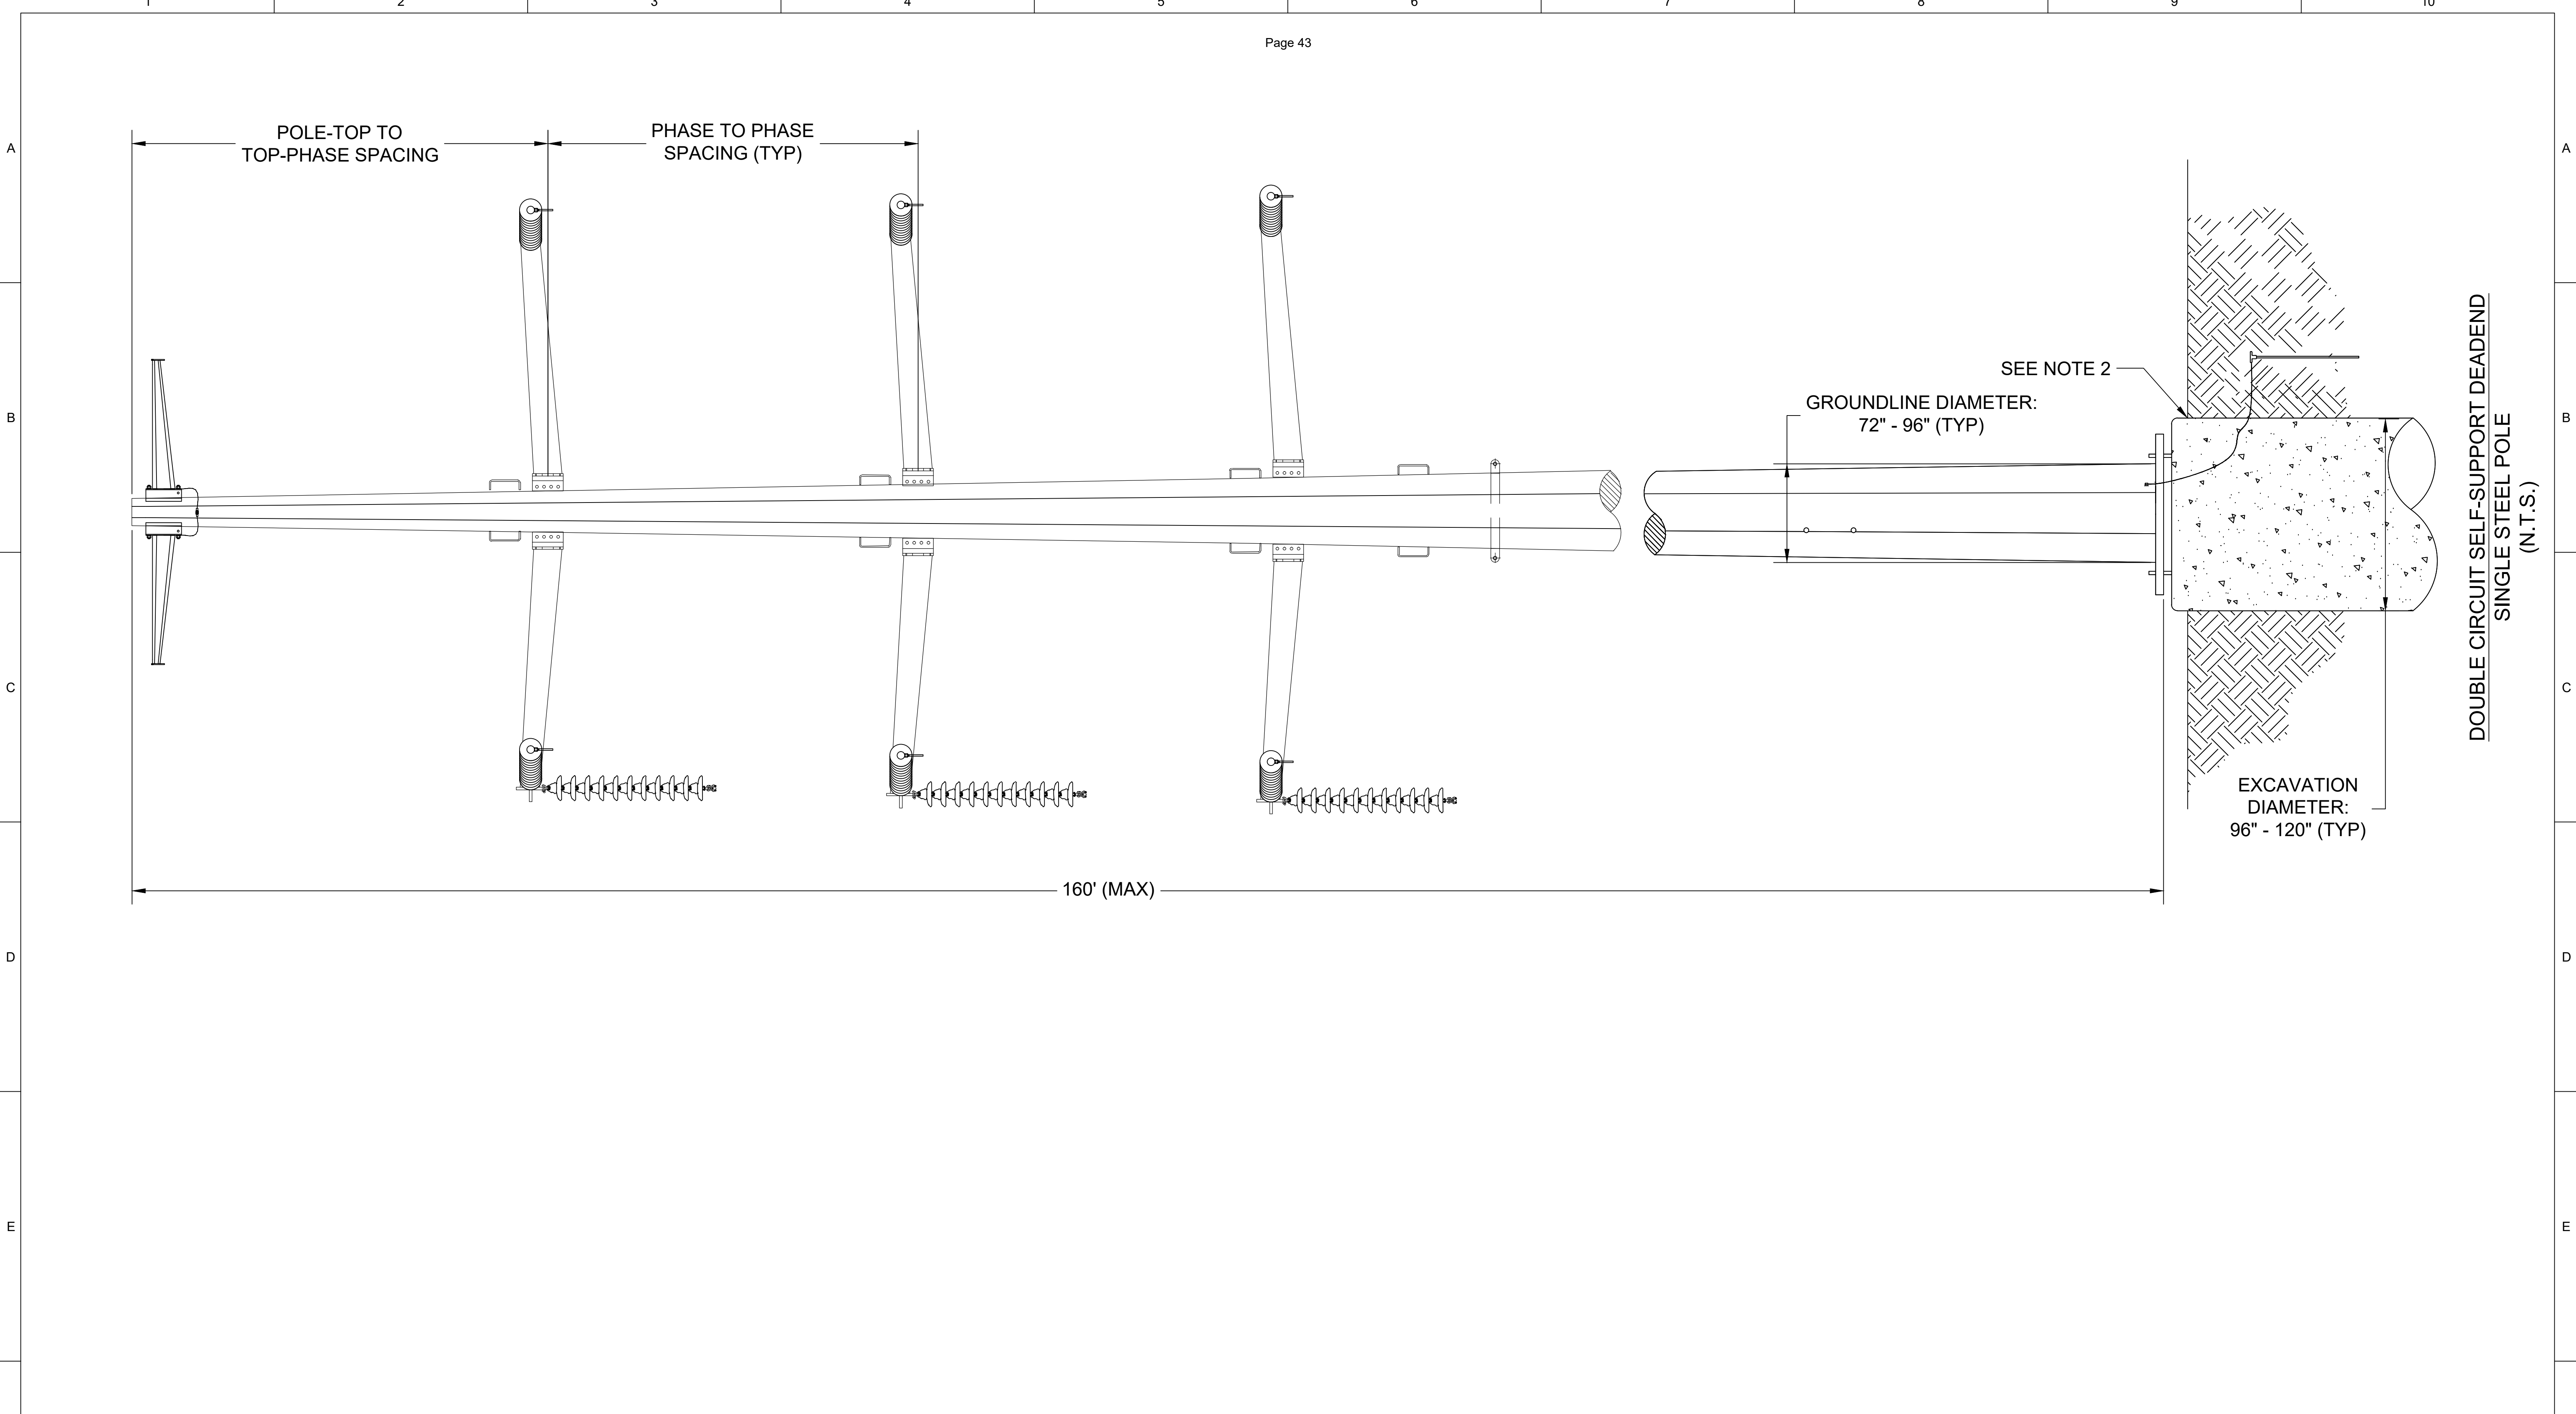 1 2 3 4 5 6 7 8 9 10
Page 43
POLE-TOP TO
TOP-PHASE SPACING
PHASE TO PHASE
SPACING (TYP)
A
A
B
B
SEE NOTE 2
GROUNDLINE DIAMETER:
72" - 96" (TYP)
DOUBLE CIRCUIT SELF-SUPPORT DEADEND
SINGLE STEEL POLE
(N.T.S.)
C
C
EXCAVATION
DIAMETER:
96" - 120" (TYP)
160' (MAX)
D
D
E
E